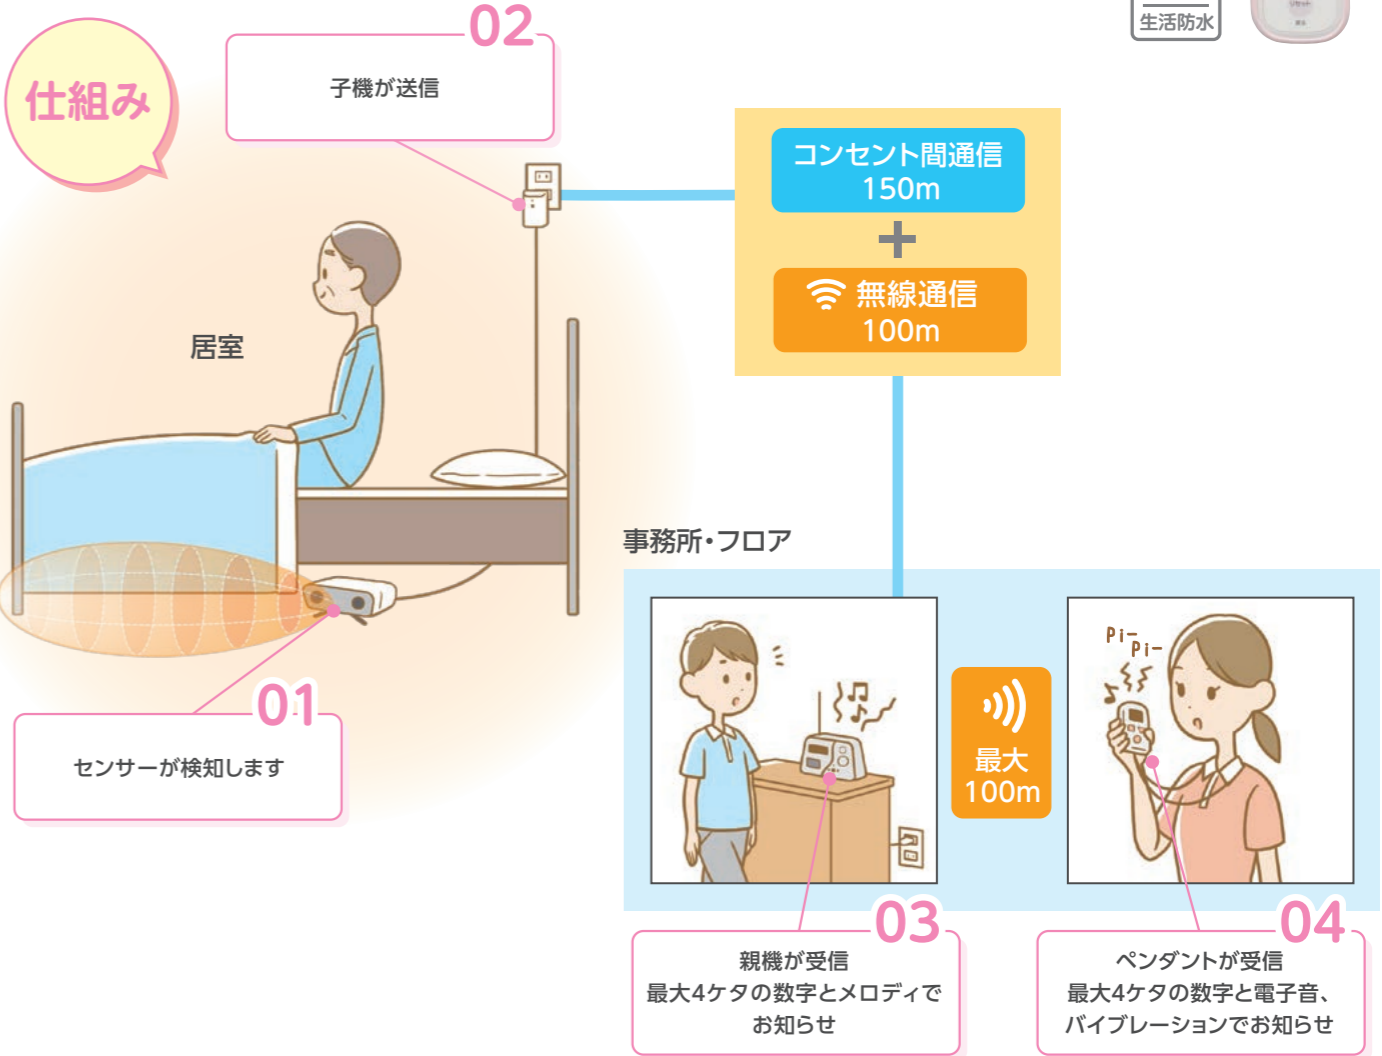 リセット
生活防水
仕組み
02
子機が送信
コンセント間通信
150m
+
無線通信
100m
居室
事務所・フロア
Pi-
Pi-
最大
100m
01
センサーが検知します
03
親機が受信
最大4ケタの数字とメロディで
お知らせ
04
ペンダントが受信
最大4ケタの数字と電子音、
バイブレーションでお知らせ